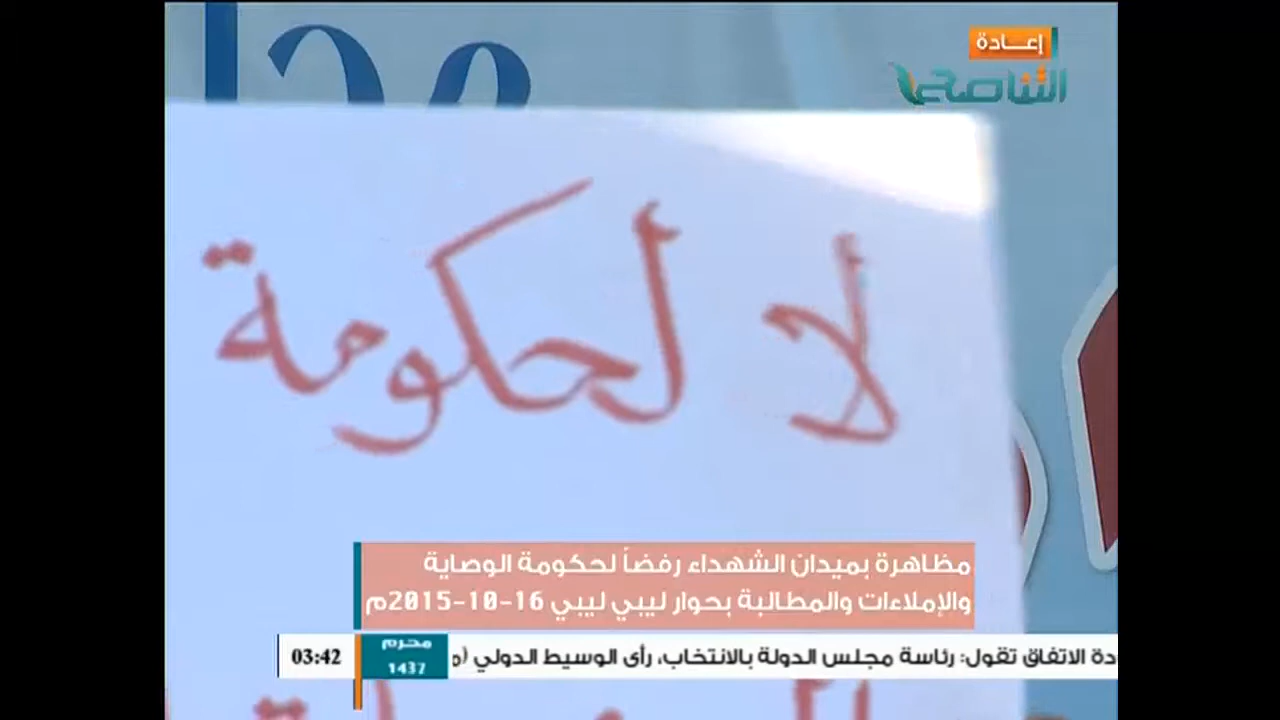 إعادة
التناصح
لا لحكومة
مظاهرة بميدان الشهداء رفضاً لحكومة الوصاية
والإملاءات والمطالبة بحوار ليبي ليبي 16-10-2015م
دة الاتفاق تقول: رئاسة مجلس الدولة بالانتخاب، رأى الوسيط الدولي (م
محرم
1437
03:42